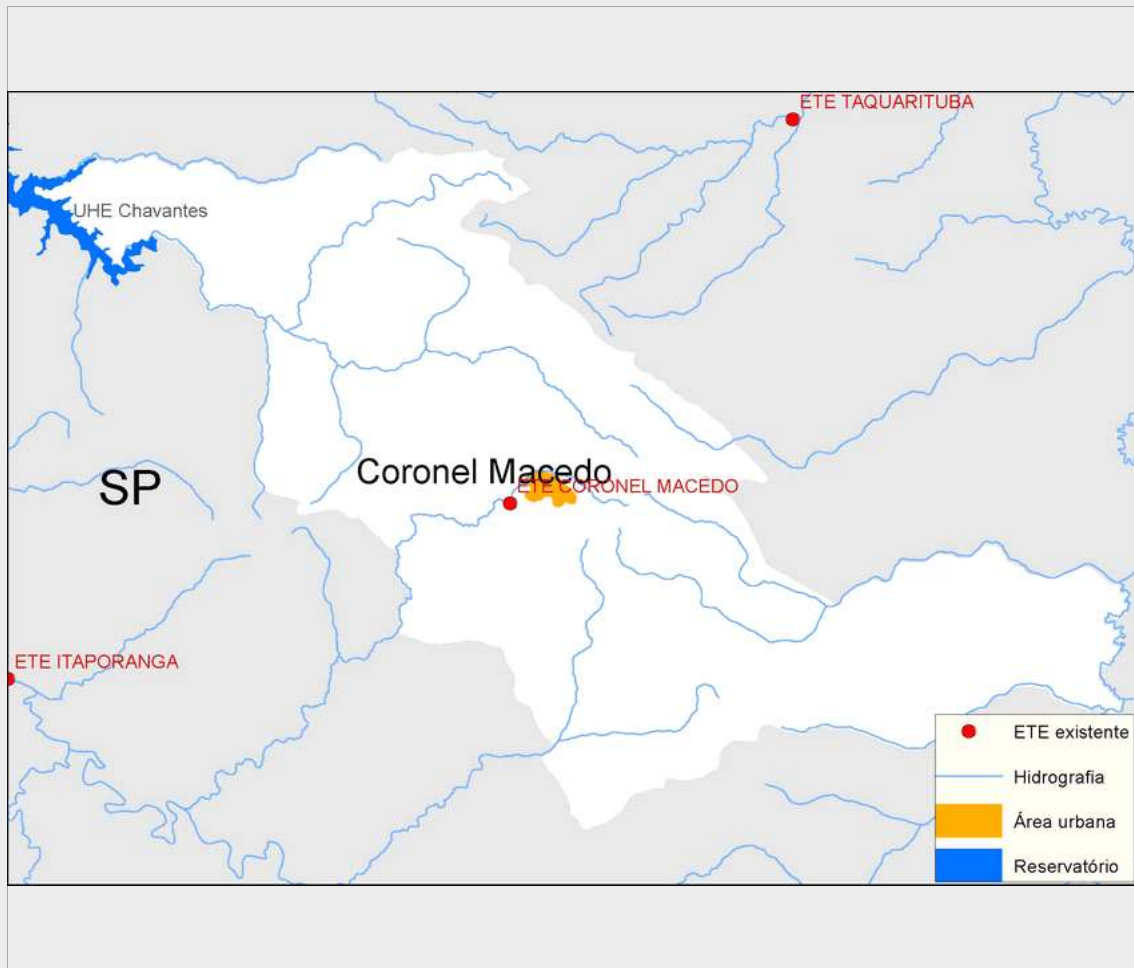 ETE TAQUARITUBA
UHE Chavantes
Coronel Macedo
SP
ETE CORONEL MACEDO
ETE ITAPORANGA
ETE existente
Hidrografia
Área urbana
Reservatório